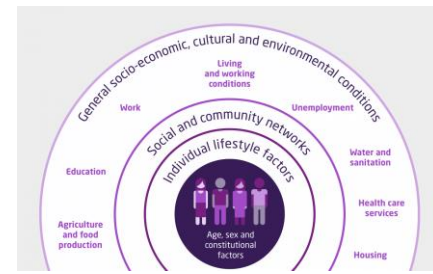 General socio-economic, cultural and environmental conditions
Living
and working
conditions
Work
Unemployment
Social and community networks
Individual lifestyle factors
Education
Water and
sanitation
Health care
services
Agriculture
and food
production
Age, sex and
constitutional
factors
Housing